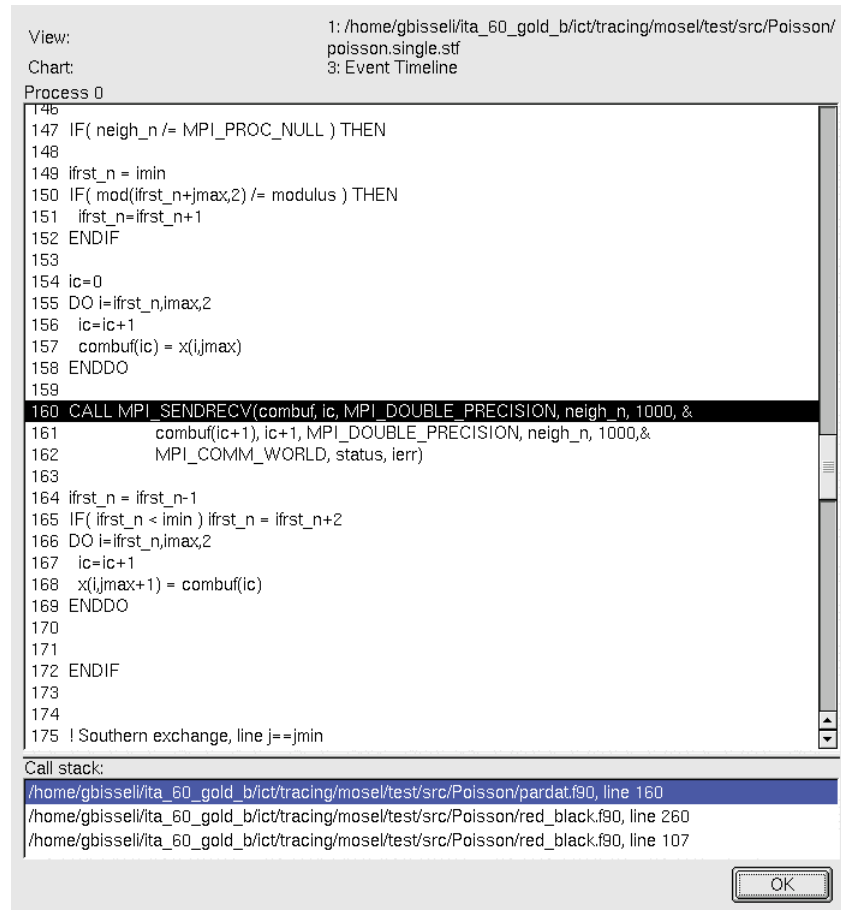 View: 1: /home/gbisseli/ita_60_gold_b/ict/tracing/mosel/test/src/Poisson/
poisson.single.stf
Chart: 3: Event Timeline
Process 0
146
147 IF( neigh_n /= MPI_PROC_NULL ) THEN
148
149 ifrst_n = imin
150 IF( mod(ifrst_n+jmax,2) /= modulus ) THEN
151 ifrst_n=ifrst_n+1
152 ENDIF
153
154 ic=0
155 DO i=ifrst_n,imax,2
156 ic=ic+1
157 combuf(ic) = x(i,jmax)
158 ENDDO
159
160 CALL MPI_SENDRECV(combuf, ic, MPI_DOUBLE_PRECISION, neigh_n, 1000, &
161 combuf(ic+1), ic+1, MPI_DOUBLE_PRECISION, neigh_n, 1000,&
162 MPI_COMM_WORLD, status, ierr)
163
164 ifrst_n = ifrst_n-1
165 IF( ifrst_n < imin ) ifrst_n = ifrst_n+2
166 DO i=ifrst_n,imax,2
167 ic=ic+1
168 x(i,jmax+1) = combuf(ic)
169 ENDDO
170
171
172 ENDIF
173
174
175 ! Southern exchange, line j==jmin
Call stack:
/home/gbisseli/ita_60_gold_b/ict/tracing/mosel/test/src/Poisson/pardat.f90, line 160
/home/gbisseli/ita_60_gold_b/ict/tracing/mosel/test/src/Poisson/red_black.f90, line 260
/home/gbisseli/ita_60_gold_b/ict/tracing/mosel/test/src/Poisson/red_black.f90, line 107
OK